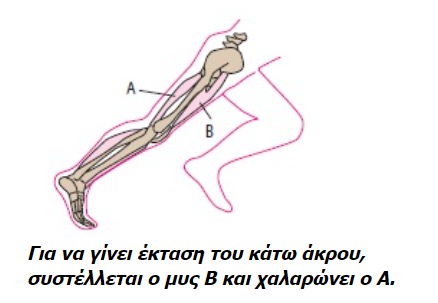 A
B
Για να γίνει έκταση του κάτω άκρου,
συστέλλεται ο μυς Β και χαλαρώνει ο Α.